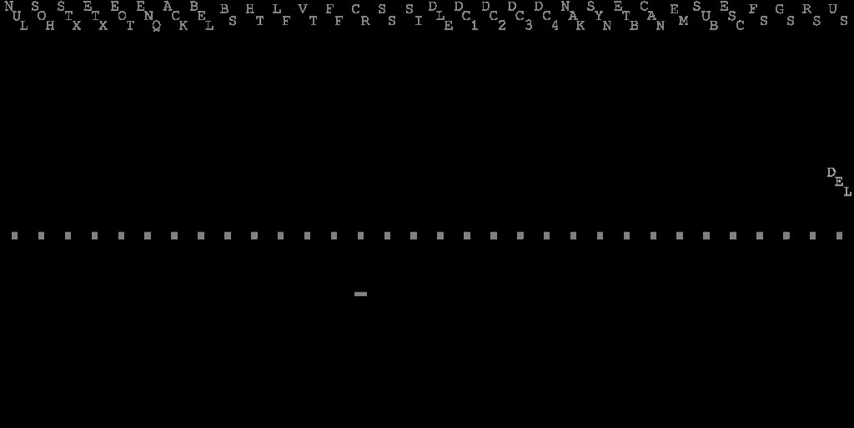 NUL SOH STX ETX EOT ENQ ACK BEL BS HT LF VT FF CR SS SI DLE DC1 DC2 DC3 DC4 NAK SYN ETB CAN EM SUB ESC FS GS RS US
DEL